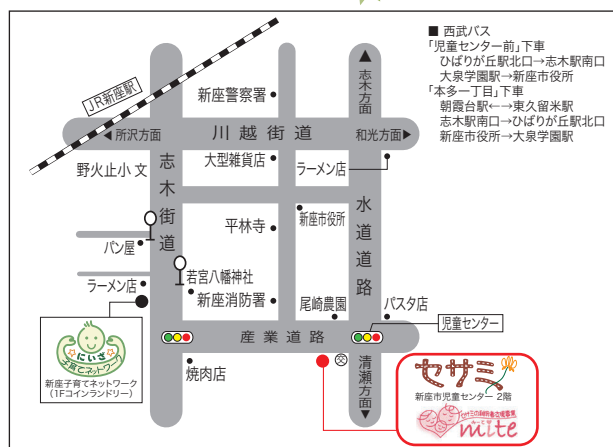 ■ 西武バス
「児童センター前」下車
ひばりが丘駅北口→志木駅南口
大泉学園駅→新座市役所
「本多一丁目」下車
朝霞台駅←→東久留米駅
志木駅南口→ひばりが丘駅北口
新座市役所→大泉学園駅
JR新座駅
新座警察署
▲志木方面
◀所沢方面
川越街道
和光方面▶
野火止小
文
志木街道
大型雑貨店
ラーメン店
水道道路
平林寺
新座市役所
パン屋
ラーメン店
若宮八幡神社
新座消防署
尾崎農園
パスタ店
児童センター
産業道路
にいざ
子育てネットワーク
新座子育てネットワーク
(1Fコインランドリー)
焼肉店
文
清瀬方面▼
セサミ
新座市児童センター 2階
mite